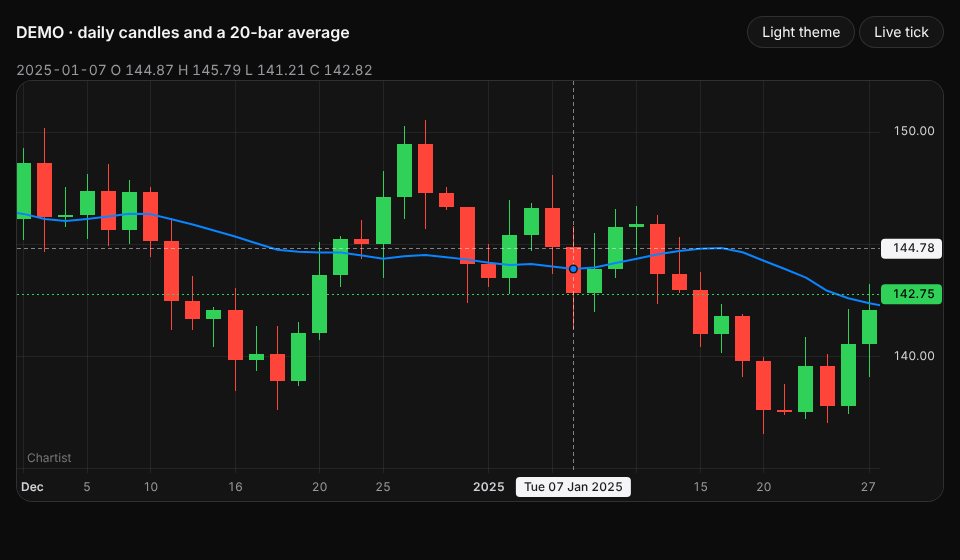 DEMO · daily candles and a 20-bar average
Light theme
Live tick
2025-01-07 O 144.87 H 145.79 L 141.21 C 142.82
150.00
144.78
142.75
140.00
Chartist
Dec 5 10 16 20 25 2025 Tue 07 Jan 2025 15 20 27